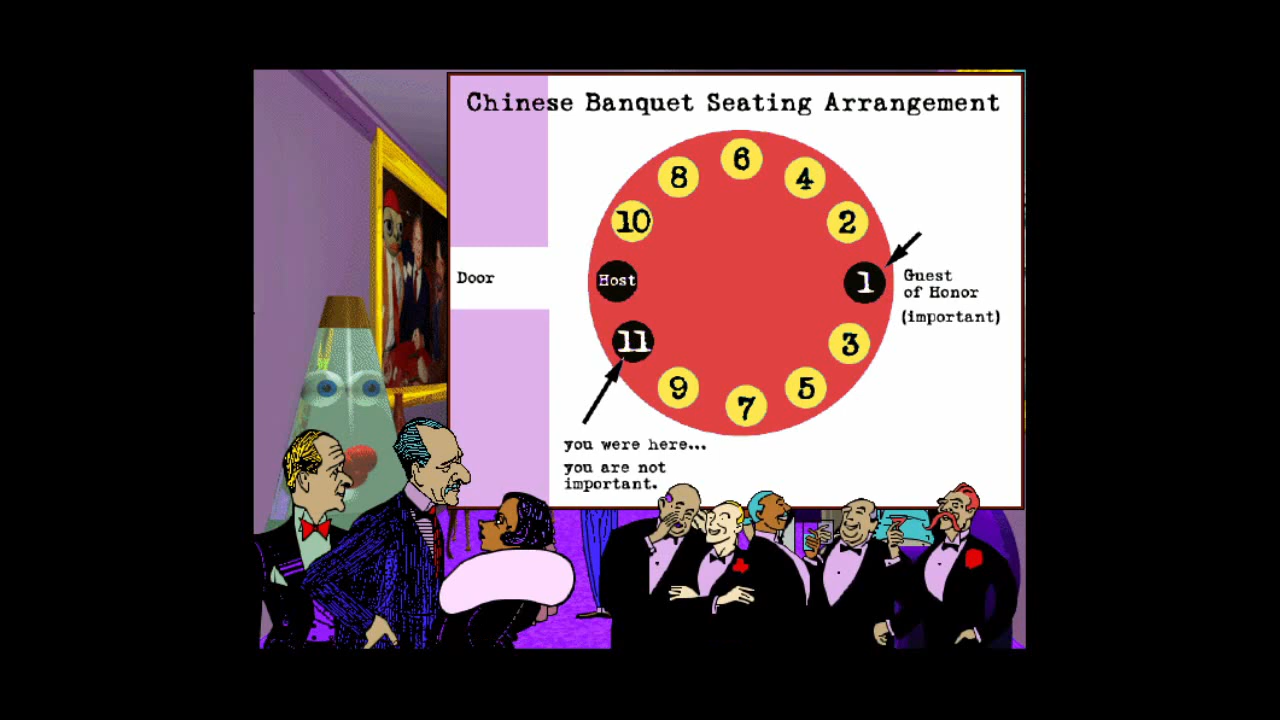 Chinese Banquet Seating Arrangement
6
8
4
10
2
Door
Host
1
Guest
of Honor
(important)
11
3
9
5
7
you were here...
you are not
important.